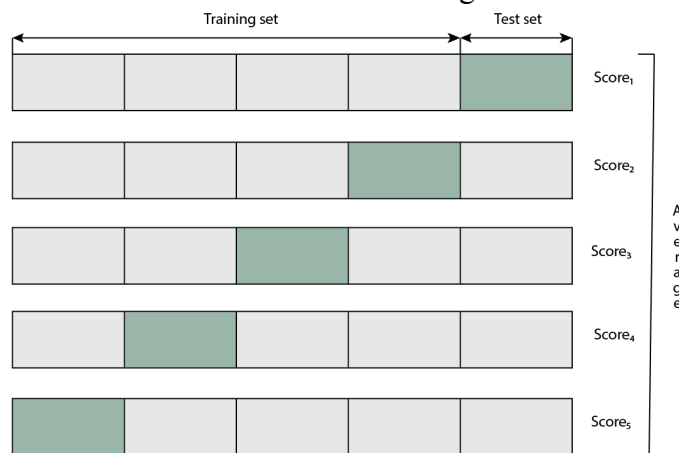 Training set
Test set
Score₁
Score₂
Score₃
Score₄
Score₅
A
v
e
r
a
g
e